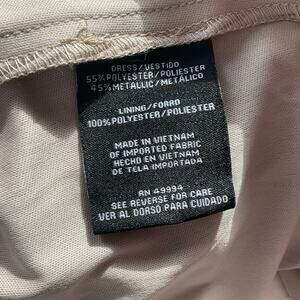 DRESS/VESTIDO
55%POLYESTER/POLIESTER
45%METALLIC/METÁLICO
LINING/FORRO
100%POLYESTER/POLIESTER
MADE IN VIETNAM
OF IMPORTED FABRIC
HECHO EN VIETNAM
DE TELA IMPORTADA
RN 49994
SEE REVERSE FOR CARE
VER AL DORSO PARA CUIDADO